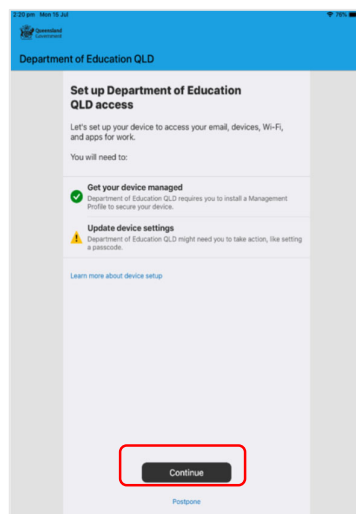 2:20 pm Mon 15 Jul
76%
Queensland
Government
Department of Education QLD
Set up Department of Education
QLD access
Let's set up your device to access your email, devices, Wi-Fi,
and apps for work.
You will need to:
Get your device managed
Department of Education QLD requires you to install a Management
Profile to secure your device.
Update device settings
Department of Education QLD might need you to take action, like setting
a passcode.
Learn more about device setup
Continue
Postpone